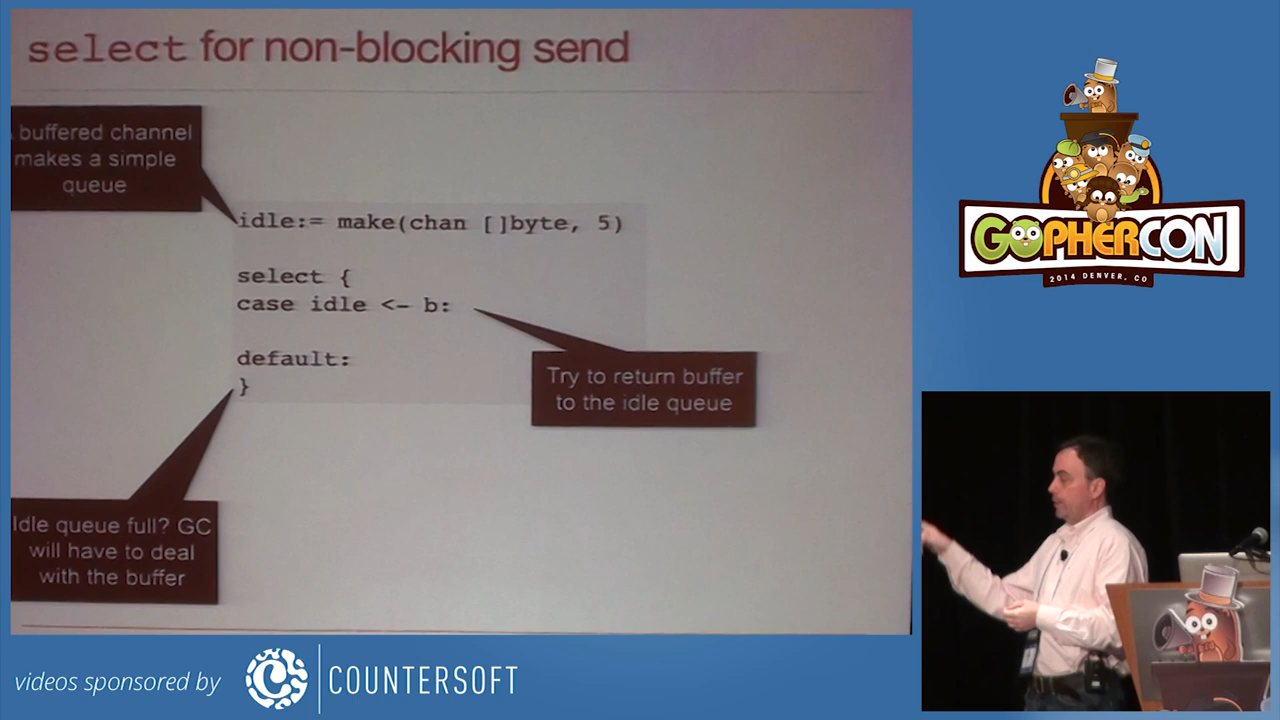 select for non-blocking send
buffered channel
makes a simple
queue
idle:= make(chan []byte, 5)
select {
case idle <- b:
default:
}
Try to return buffer
to the idle queue
Idle queue full? GC
will have to deal
with the buffer
GOPHERCON
2014 DENVER, CO
videos sponsored by
COUNTERSOFT